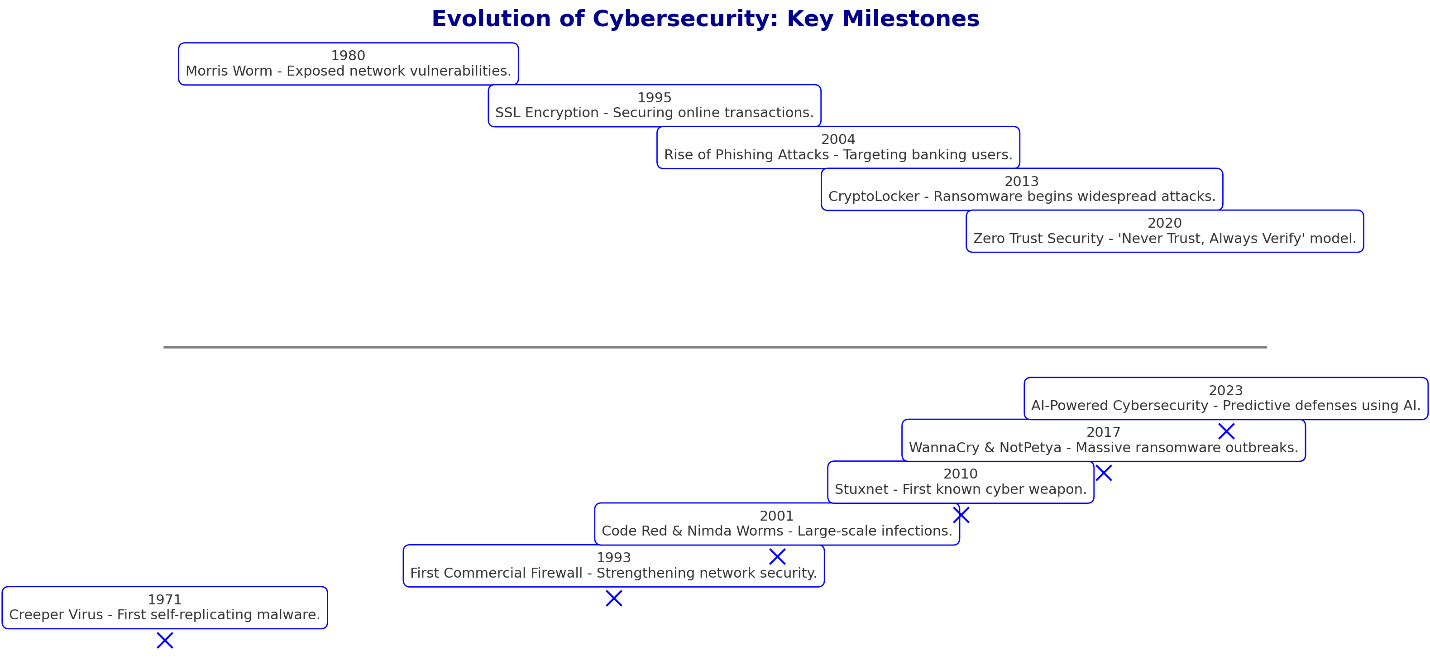 Evolution of Cybersecurity: Key Milestones
1980
Morris Worm - Exposed network vulnerabilities.
1995
SSL Encryption - Securing online transactions.
2004
Rise of Phishing Attacks - Targeting banking users.
2013
CryptoLocker - Ransomware begins widespread attacks.
2020
Zero Trust Security - 'Never Trust, Always Verify' model.
2023
AI-Powered Cybersecurity - Predictive defenses using AI.
2017
WannaCry & NotPetya - Massive ransomware outbreaks.
2010
Stuxnet - First known cyber weapon.
2001
Code Red & Nimda Worms - Large-scale infections.
1993
First Commercial Firewall - Strengthening network security.
1971
Creeper Virus - First self-replicating malware.